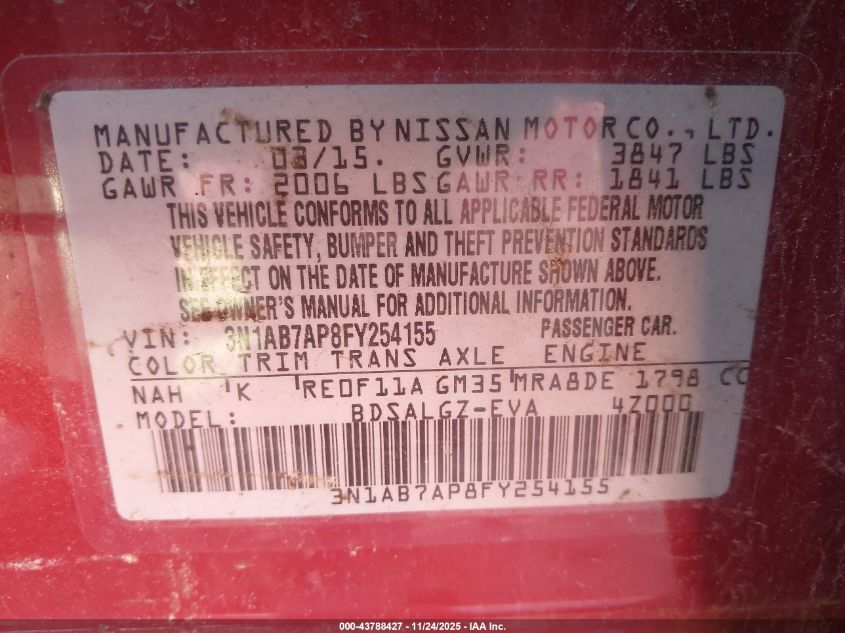 MANUFACTURED BY NISSAN MOTOR CO., LTD.
DATE: 03/15. GVWR: 3847 LBS
GAWR FR: 2006 LBS GAWR RR: 1841 LBS
THIS VEHICLE CONFORMS TO ALL APPLICABLE FEDERAL MOTOR
VEHICLE SAFETY, BUMPER AND THEFT PREVENTION STANDARDS
IN EFFECT ON THE DATE OF MANUFACTURE SHOWN ABOVE.
SEE OWNER'S MANUAL FOR ADDITIONAL INFORMATION.
VIN: 3N1AB7AP8FY254155 PASSENGER CAR.
COLOR TRIM TRANS AXLE ENGINE
NAH K RE0F11A GM35 MRA8DE 1798 CC
MODEL: BDSALGZ-EVA 4Z000
3N1AB7AP8FY254155
000-43788427 - 11/24/2025 - IAA Inc.